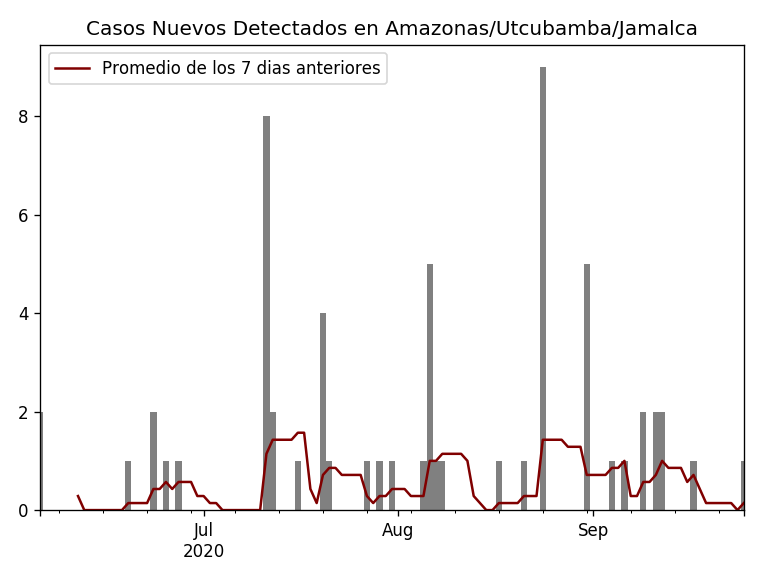 Casos Nuevos Detectados en Amazonas/Utcubamba/Jamalca
Promedio de los 7 dias anteriores
8
6
4
2
0
Jul
2020
Aug
Sep